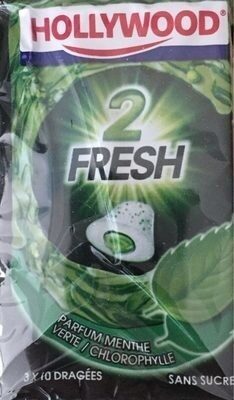 HOLLYWOOD
2
FRESH
PARFUM MENTHE
VERTE / CHLOROPHYLLE
3 X 10 DRAGÉES
SANS SUCRE